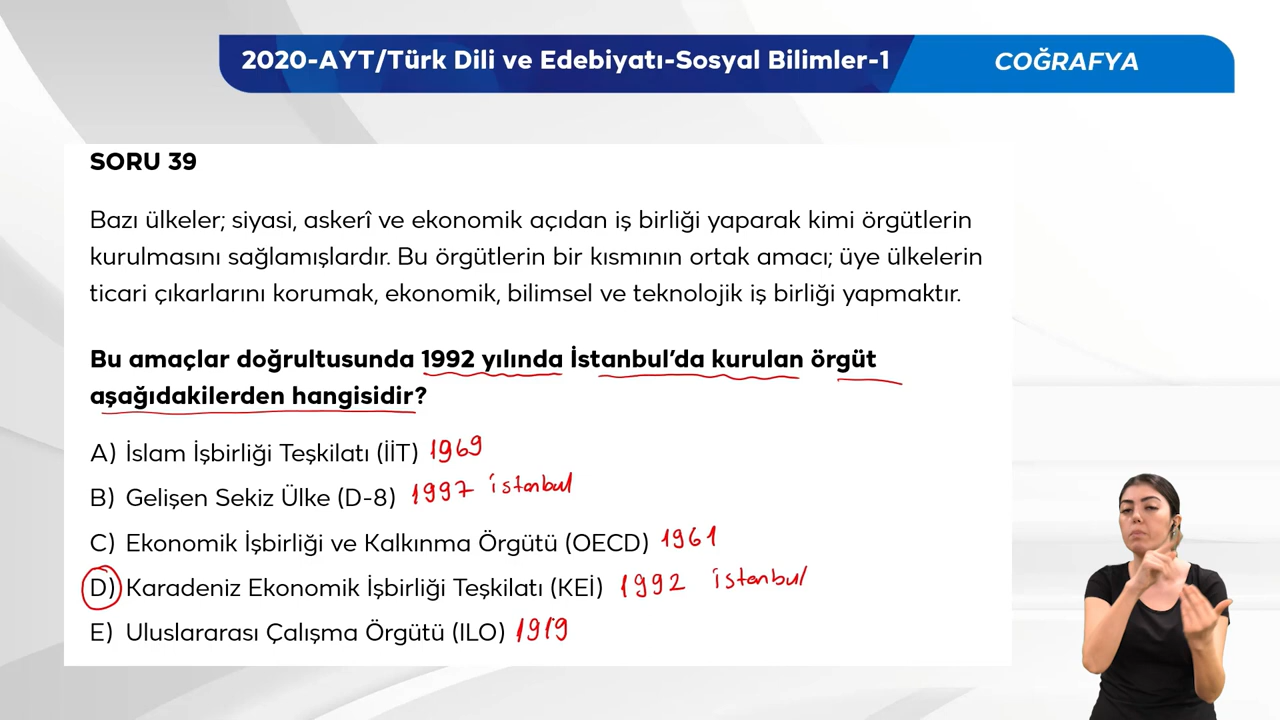 2020-AYT/Türk Dili ve Edebiyatı-Sosyal Bilimler-1
COĞRAFYA
SORU 39
Bazı ülkeler; siyasi, askerî ve ekonomik açıdan iş birliği yaparak kimi örgütlerin
kurulmasını sağlamışlardır. Bu örgütlerin bir kısmının ortak amacı; üye ülkelerin
ticari çıkarlarını korumak, ekonomik, bilimsel ve teknolojik iş birliği yapmaktır.
Bu amaçlar doğrultusunda 1992 yılında İstanbul'da kurulan örgüt
aşağıdakilerden hangisidir?
A) İslam İşbirliği Teşkilatı (İİT) 1969
B) Gelişen Sekiz Ülke (D-8) 1997 istanbul
C) Ekonomik İşbirliği ve Kalkınma Örgütü (OECD) 1961
D) Karadeniz Ekonomik İşbirliği Teşkilatı (KEİ) 1992 istanbul
E) Uluslararası Çalışma Örgütü (ILO) 1919